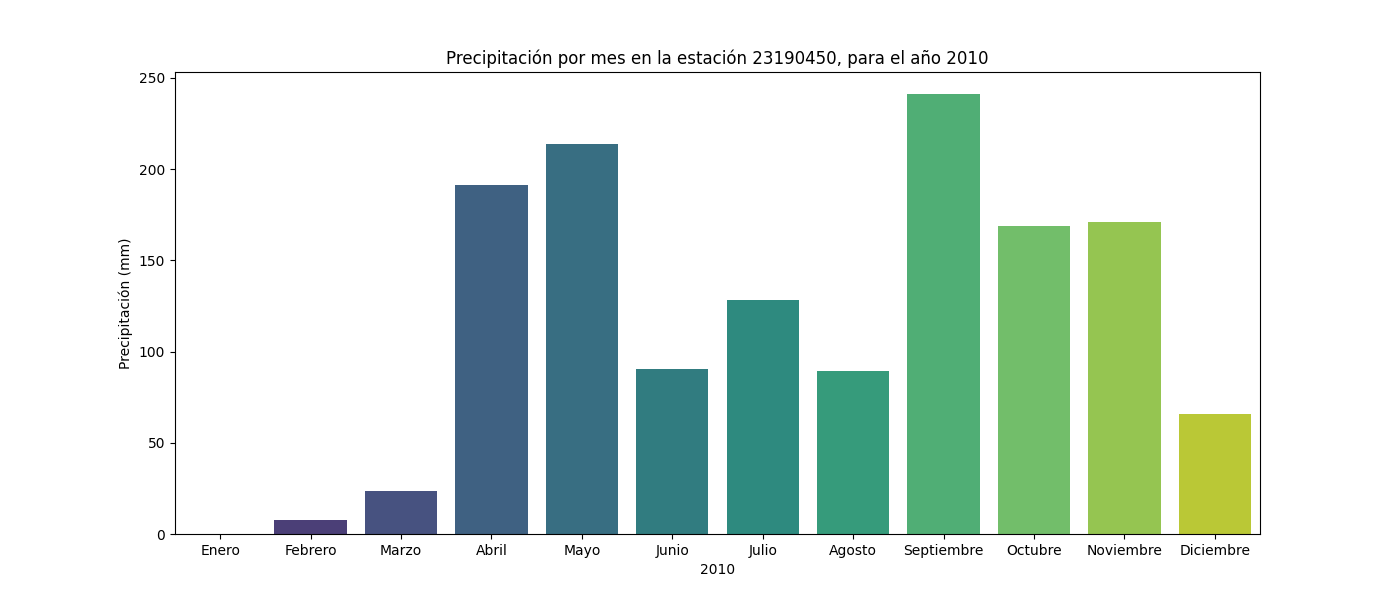 Precipitación por mes en la estación 23190450, para el año 2010
250
200
150
100
50
0
Precipitación (mm)
Enero Febrero Marzo Abril Mayo Junio Julio Agosto Septiembre Octubre Noviembre Diciembre
2010